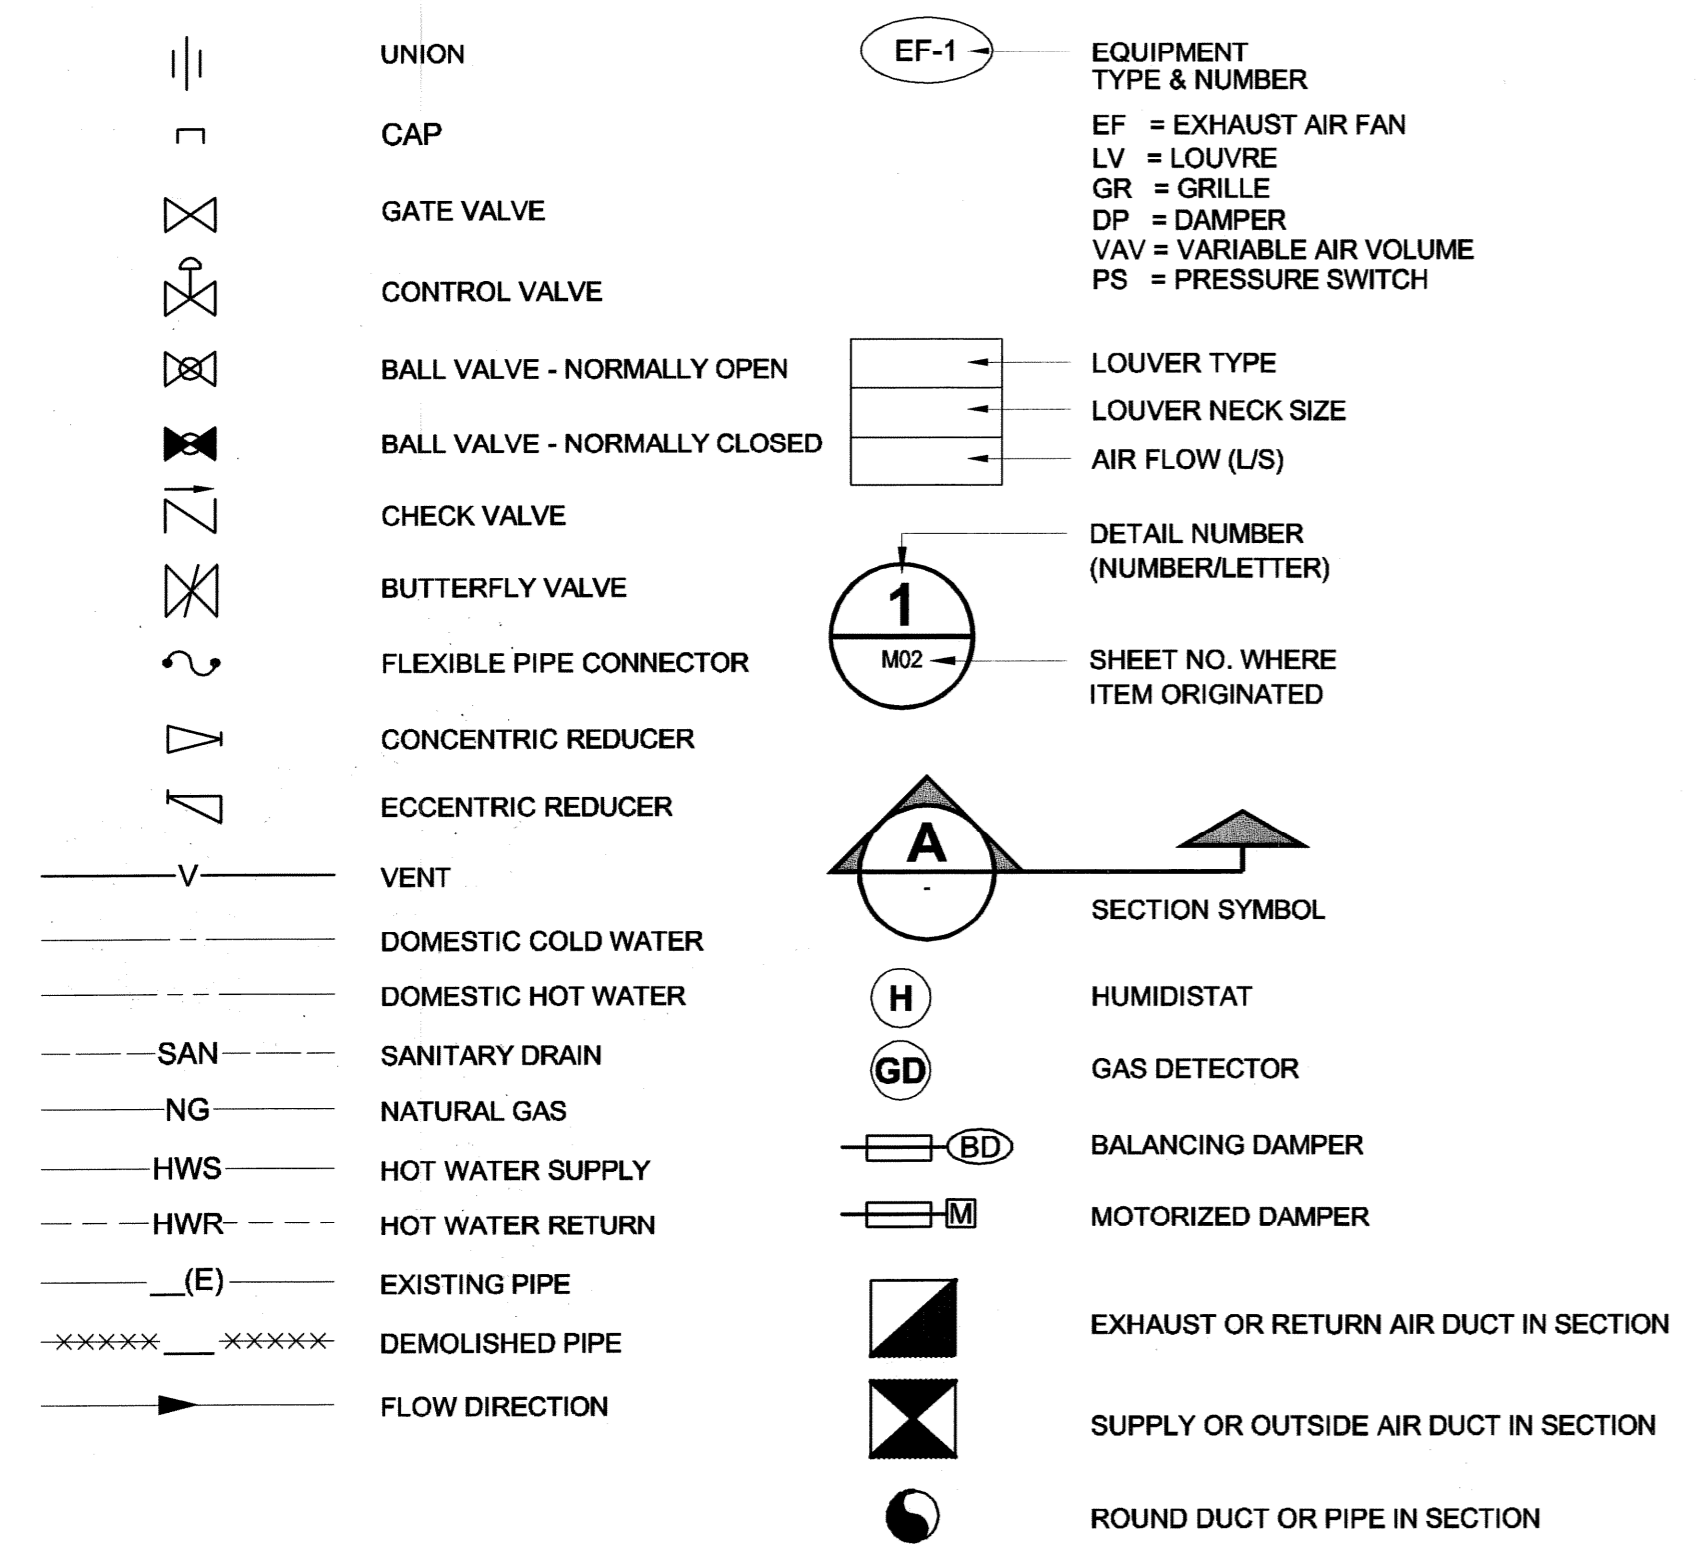 UNION
CAP
GATE VALVE
CONTROL VALVE
BALL VALVE - NORMALLY OPEN
BALL VALVE - NORMALLY CLOSED
CHECK VALVE
BUTTERFLY VALVE
FLEXIBLE PIPE CONNECTOR
CONCENTRIC REDUCER
ECCENTRIC REDUCER
V VENT
DOMESTIC COLD WATER
DOMESTIC HOT WATER
SAN SANITARY DRAIN
NG NATURAL GAS
HWS HOT WATER SUPPLY
HWR HOT WATER RETURN
__(E) EXISTING PIPE
DEMOLISHED PIPE
FLOW DIRECTION
EF-1 EQUIPMENT
TYPE & NUMBER
EF = EXHAUST AIR FAN
LV = LOUVRE
GR = GRILLE
DP = DAMPER
VAV = VARIABLE AIR VOLUME
PS = PRESSURE SWITCH
LOUVER TYPE
LOUVER NECK SIZE
AIR FLOW (L/S)
DETAIL NUMBER
(NUMBER/LETTER)
1
M02 SHEET NO. WHERE
ITEM ORIGINATED
A
-
SECTION SYMBOL
H HUMIDISTAT
GD GAS DETECTOR
BD BALANCING DAMPER
M MOTORIZED DAMPER
EXHAUST OR RETURN AIR DUCT IN SECTION
SUPPLY OR OUTSIDE AIR DUCT IN SECTION
ROUND DUCT OR PIPE IN SECTION